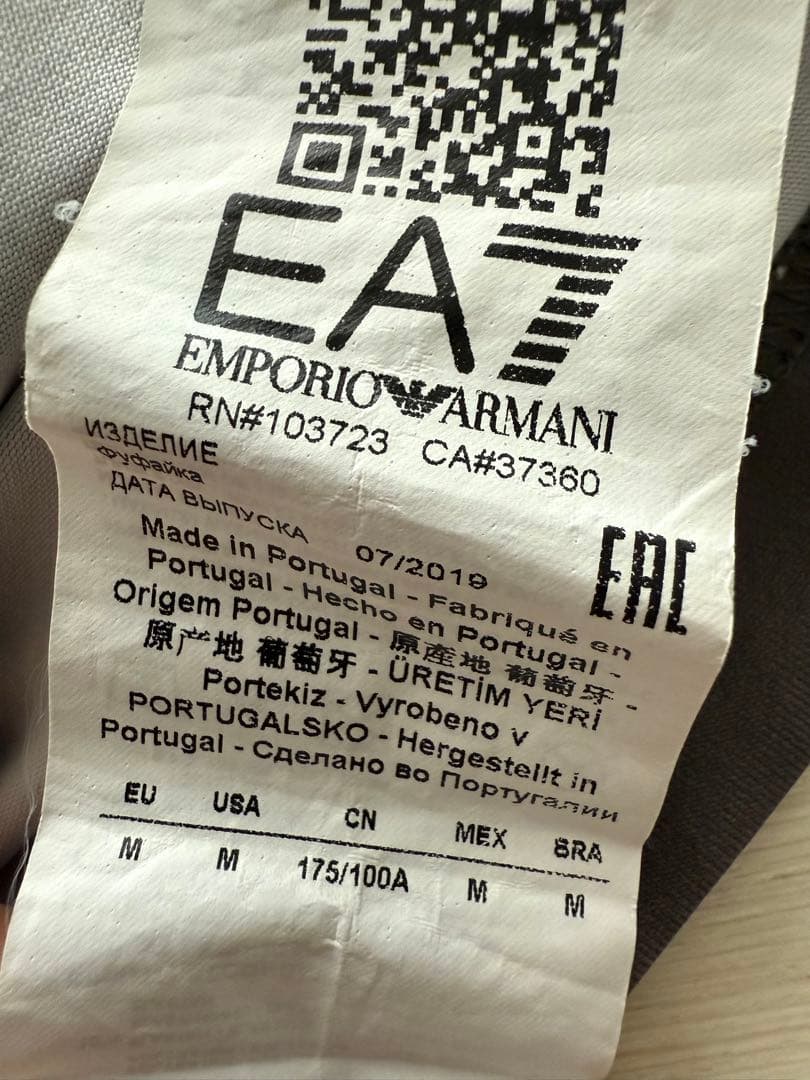 EA7
EMPORIO ARMANI
RN#103723 CA#37360
ИЗДЕЛИЕ
Фуфайка
ДАТА ВЫПУСКА 07/2019
EAC
Made in Portugal - Fabriqué en
Portugal - Hecho en Portugal -
Origem Portugal - 原産地 葡萄牙 -
原产地 葡萄牙 - ÜRETİM YERİ
Portekiz - Vyrobeno v
PORTUGALSKO - Hergestellt in
Portugal - Сделано во Португалии
EU USA CN MEX BRA
M M 175/100A M M